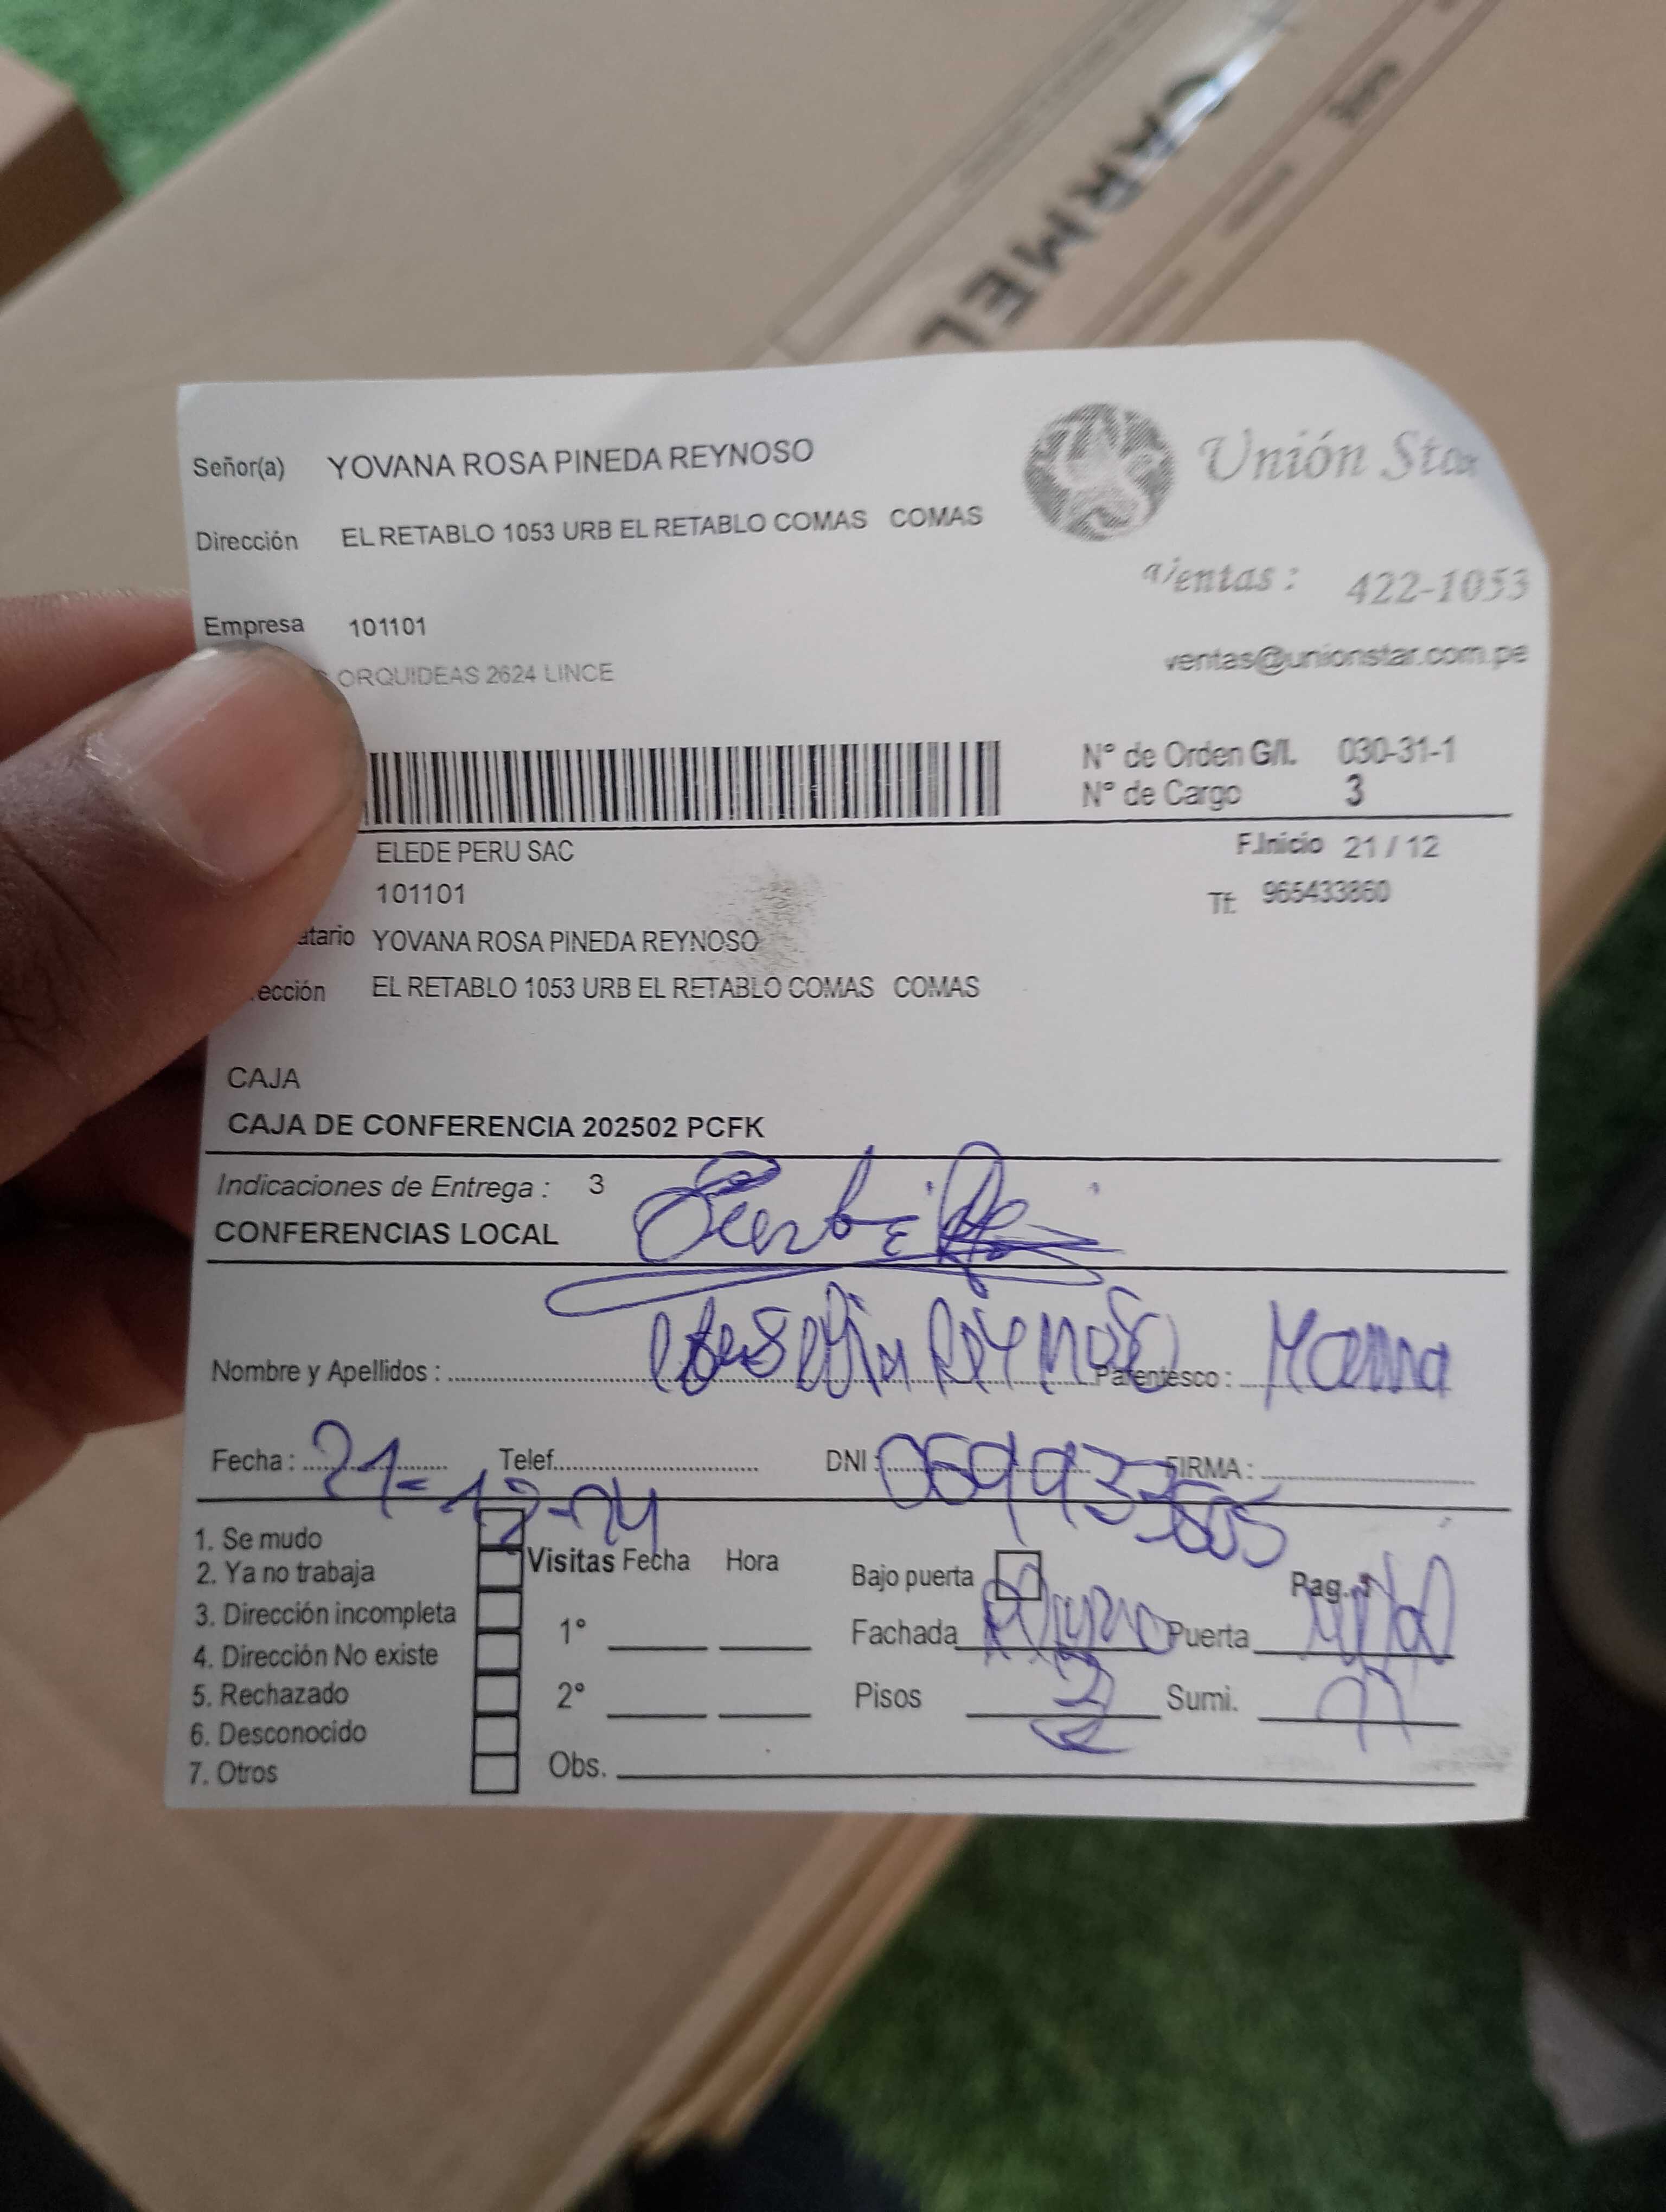 CARMEL
Señor(a) YOVANA ROSA PINEDA REYNOSO
Unión Star
Dirección EL RETABLO 1053 URB EL RETABLO COMAS COMAS
Ventas : 422-1053
Empresa 101101
ventas@unionstar.com.pe
ORQUIDEAS 2624 LINCE
N° de Orden G/I. 030-31-1
N° de Cargo 3
ELEDE PERU SAC
F.Inicio 21 / 12
101101
Tf: 965433860
atario YOVANA ROSA PINEDA REYNOSO
ección EL RETABLO 1053 URB EL RETABLO COMAS COMAS
CAJA
CAJA DE CONFERENCIA 202502 PCFK
Indicaciones de Entrega : 3
CONFERENCIAS LOCAL
Nombre y Apellidos : Reynoso Parentesco : Mama
Fecha : 21-12-24 Telef. DNI : FIRMA :
1. Se mudo
2. Ya no trabaja
3. Dirección incompleta
4. Dirección No existe
5. Rechazado
6. Desconocido
7. Otros
Visitas Fecha Hora
1°
2°
Obs.
Bajo puerta Pag.
Fachada Puerta
Pisos Sumi.